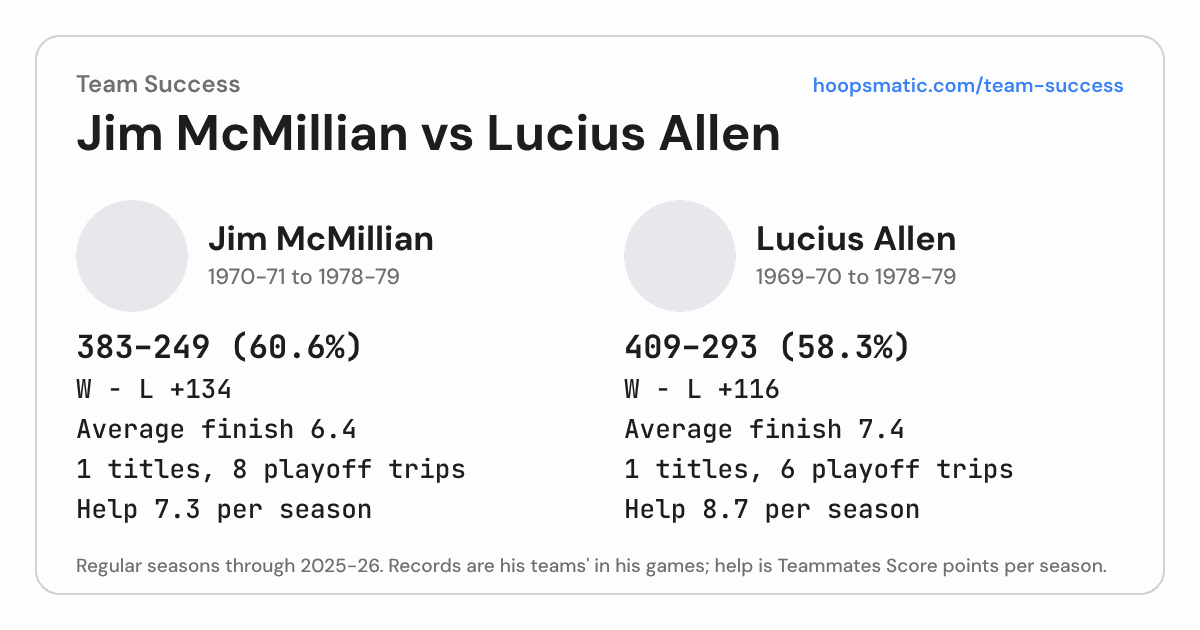 Team Success
hoopsmatic.com/team-success
Jim McMillian vs Lucius Allen
Jim McMillian
1970-71 to 1978-79
383-249 (60.6%)
W - L +134
Average finish 6.4
1 titles, 8 playoff trips
Help 7.3 per season
Lucius Allen
1969-70 to 1978-79
409-293 (58.3%)
W - L +116
Average finish 7.4
1 titles, 6 playoff trips
Help 8.7 per season
Regular seasons through 2025-26. Records are his teams' in his games; help is Teammates Score points per season.